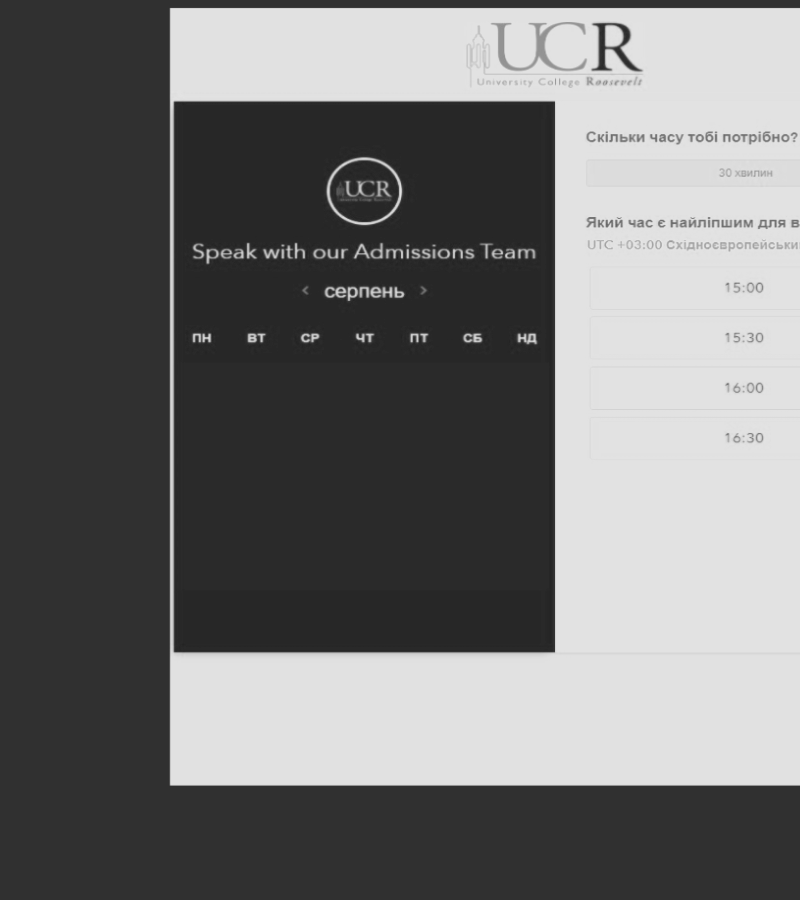 UCR
University College Roosevelt
UCR
Speak with our Admissions Team
< серпень >
ПН ВТ СР ЧТ ПТ СБ НД
Скільки часу тобі потрібно?
30 хвилин
Який час є найліпшим для в
UTC +03:00 Східноєвропейськи
15:00
15:30
16:00
16:30